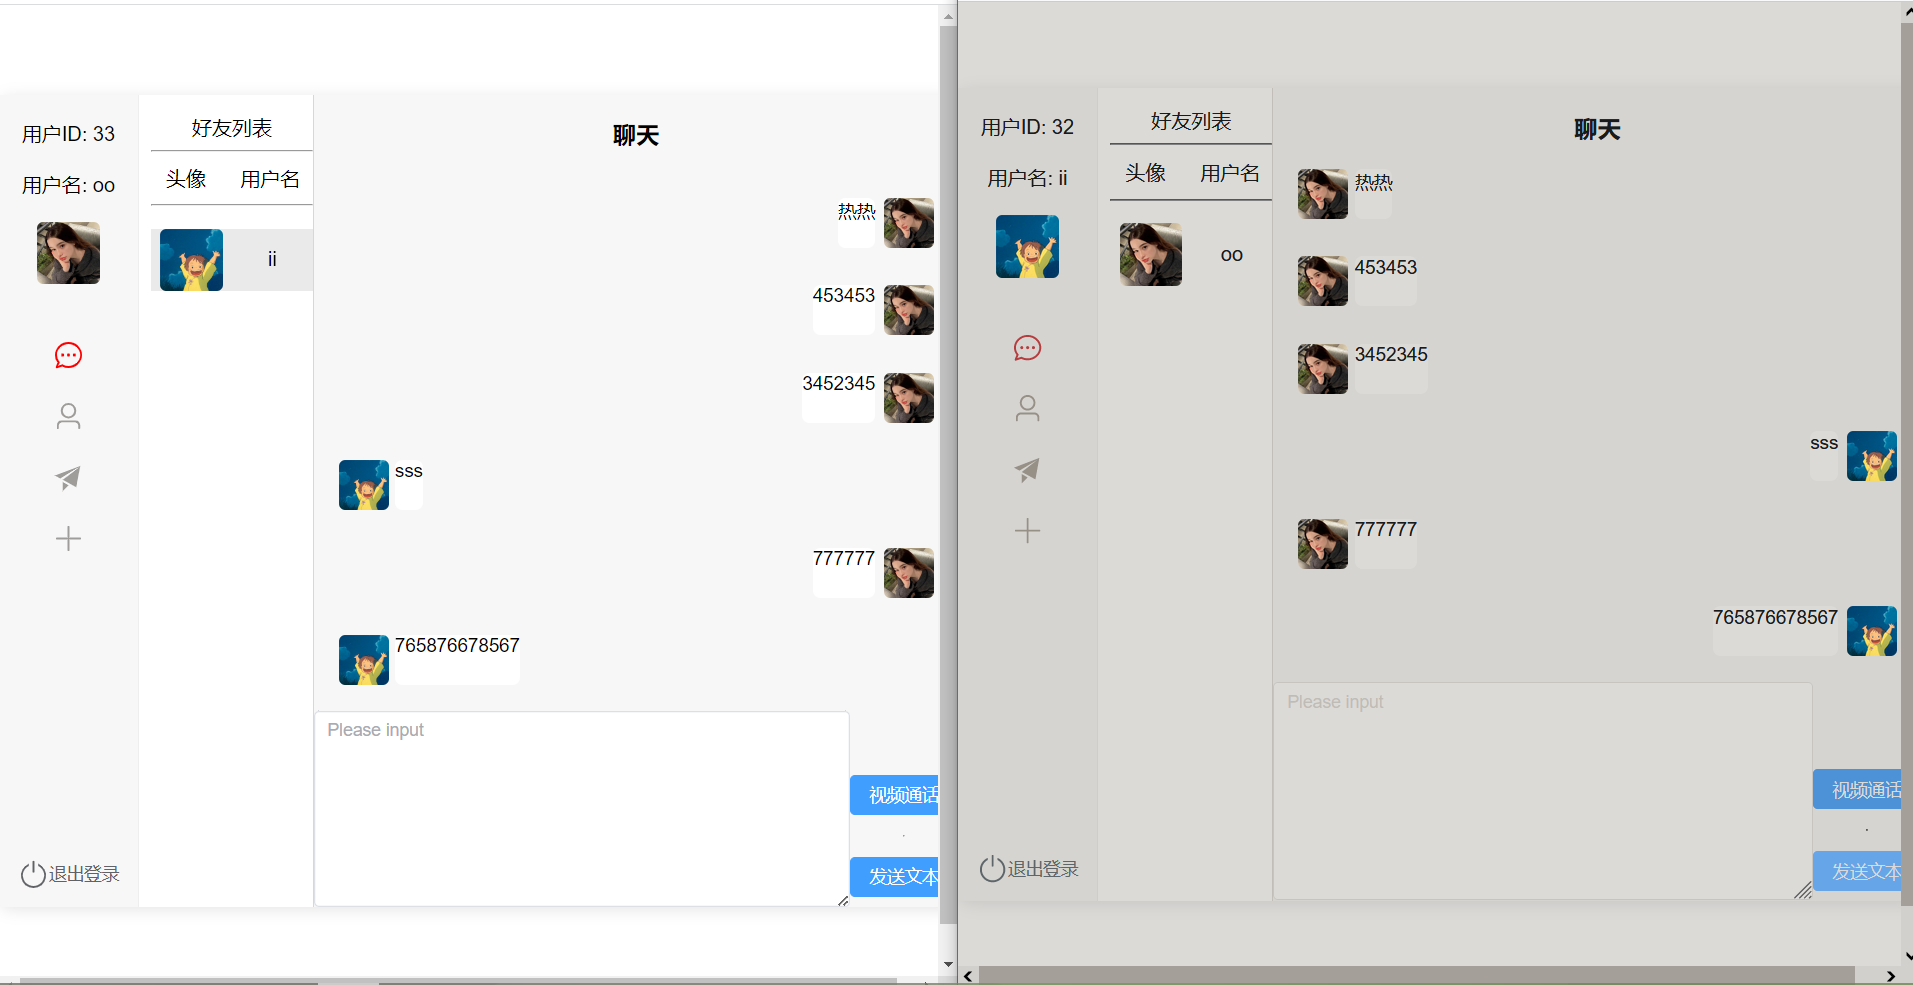 用户ID: 33
用户名: oo
退出登录
好友列表
头像 用户名
ii
聊天
热热
453453
3452345
sss
777777
765876678567
Please input
视频通话
发送文本
用户ID: 32
用户名: ii
退出登录
好友列表
头像 用户名
oo
聊天
热热
453453
3452345
sss
777777
765876678567
Please input
视频通话
发送文本